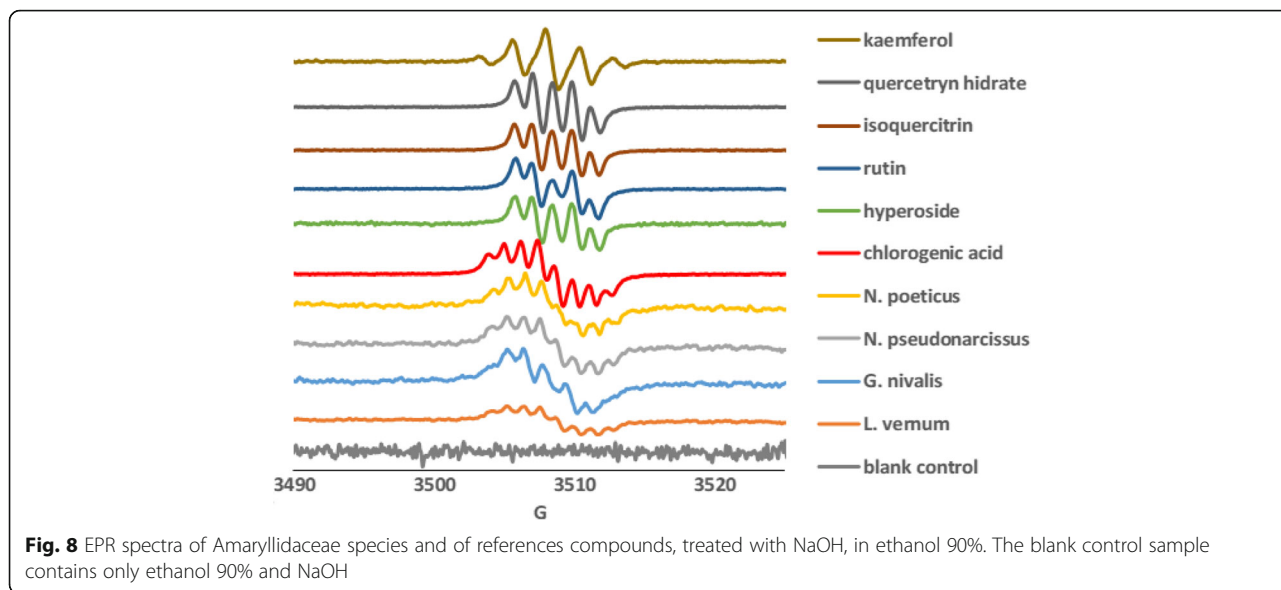 kaemferol
quercetryn hidrate
isoquercitrin
rutin
hyperoside
chlorogenic acid
N. poeticus
N. pseudonarcissus
G. nivalis
L. vernum
blank control
3490 3500 3510 3520
G
Fig. 8 EPR spectra of Amaryllidaceae species and of references compounds, treated with NaOH, in ethanol 90%. The blank control sample
contains only ethanol 90% and NaOH